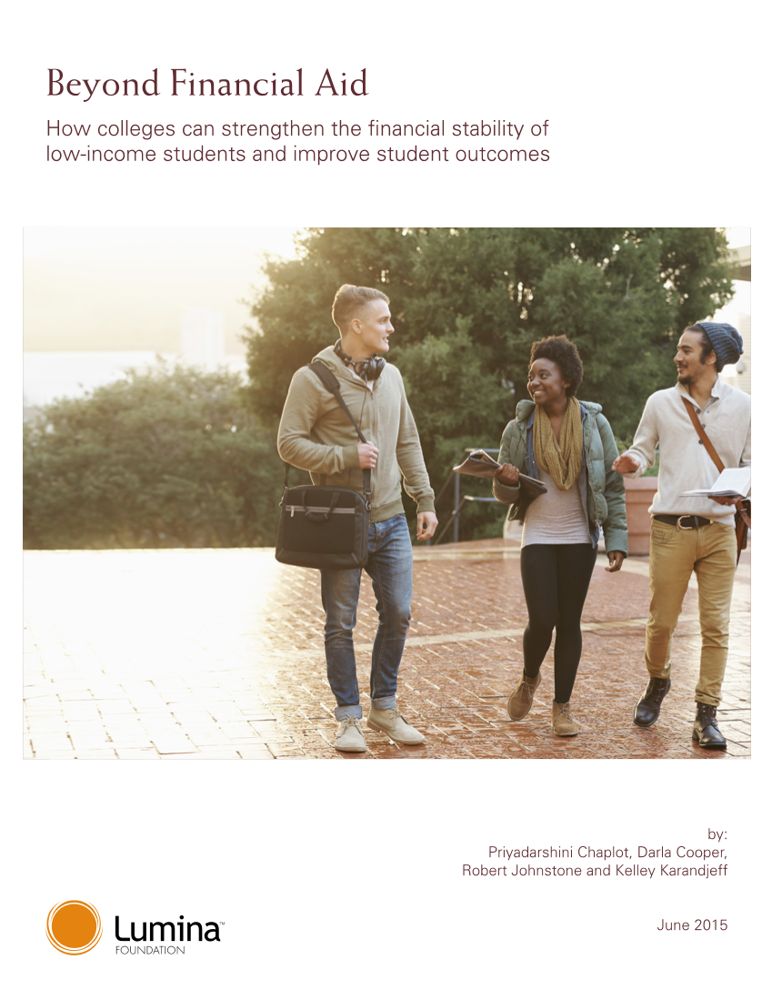 Beyond Financial Aid
How colleges can strengthen the financial stability of
low-income students and improve student outcomes
by:
Priyadarshini Chaplot, Darla Cooper,
Robert Johnstone and Kelley Karandjeff
Lumina™
FOUNDATION
June 2015